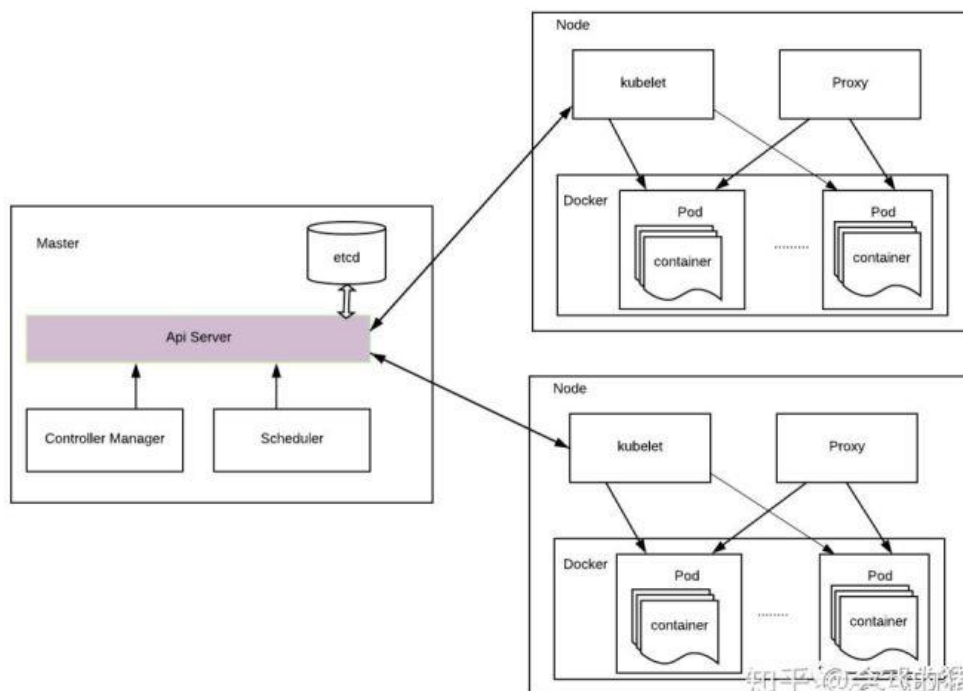 Master
etcd
Api Server
Controller Manager
Scheduler
Node
kubelet
Proxy
Docker
Pod
container
.........
Pod
container
Node
kubelet
Proxy
Docker
Pod
container
........
Pod
container
知乎 @